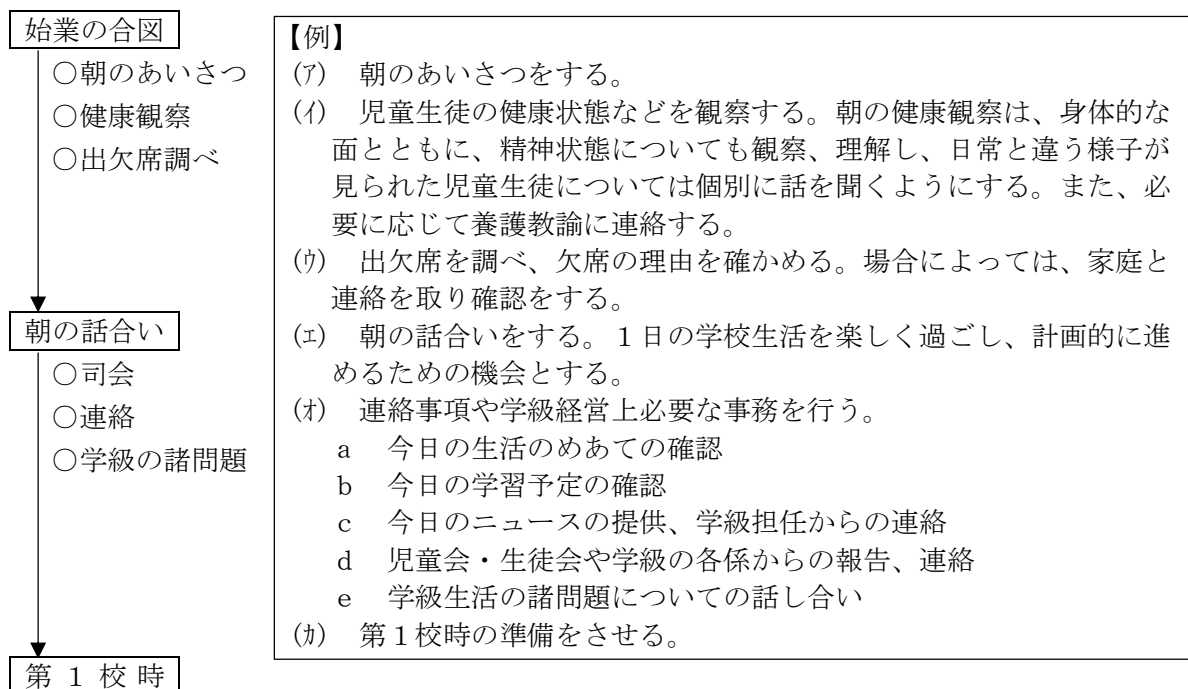 始業の合図
○朝のあいさつ
○健康観察
○出欠席調べ
朝の話合い
○司会
○連絡
○学級の諸問題
第 1 校 時
【例】
㋐ 朝のあいさつをする。
㋑ 児童生徒の健康状態などを観察する。朝の健康観察は、身体的な
面とともに、精神状態についても観察、理解し、日常と違う様子が
見られた児童生徒については個別に話を聞くようにする。また、必
要に応じて養護教諭に連絡する。
㋒ 出欠席を調べ、欠席の理由を確かめる。場合によっては、家庭と
連絡を取り確認をする。
㋓ 朝の話合いをする。1日の学校生活を楽しく過ごし、計画的に進
めるための機会とする。
㋔ 連絡事項や学級経営上必要な事務を行う。
a 今日の生活のめあての確認
b 今日の学習予定の確認
c 今日のニュースの提供、学級担任からの連絡
d 児童会・生徒会や学級の各係からの報告、連絡
e 学級生活の諸問題についての話し合い
㋕ 第1校時の準備をさせる。